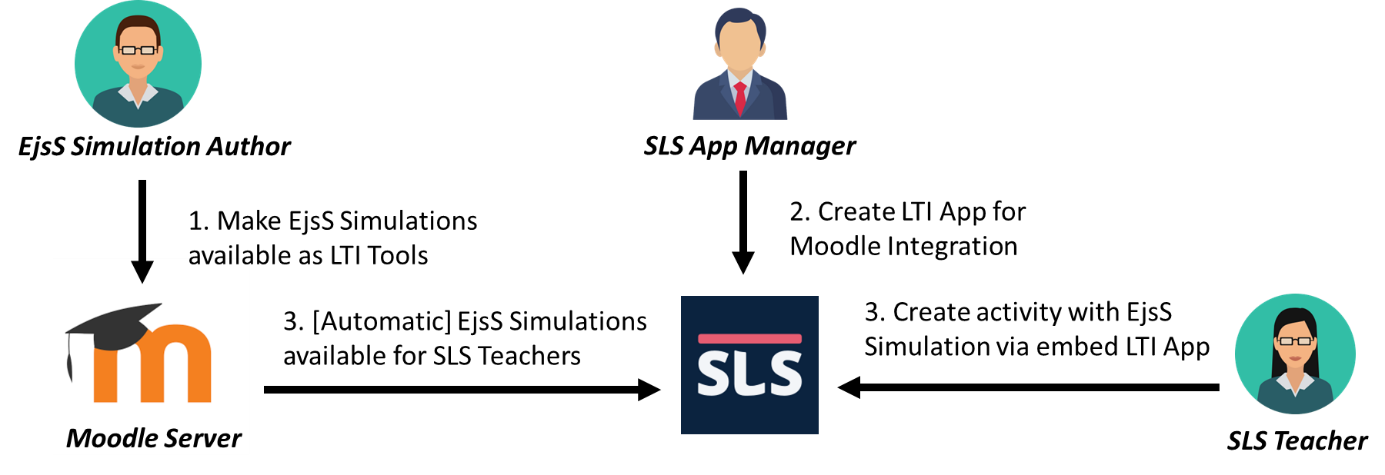 EjsS Simulation Author
SLS App Manager
1. Make EjsS Simulations
available as LTI Tools
2. Create LTI App for
Moodle Integration
3. [Automatic] EjsS Simulations
available for SLS Teachers
SLS
3. Create activity with EjsS
Simulation via embed LTI App
m
Moodle Server
SLS Teacher